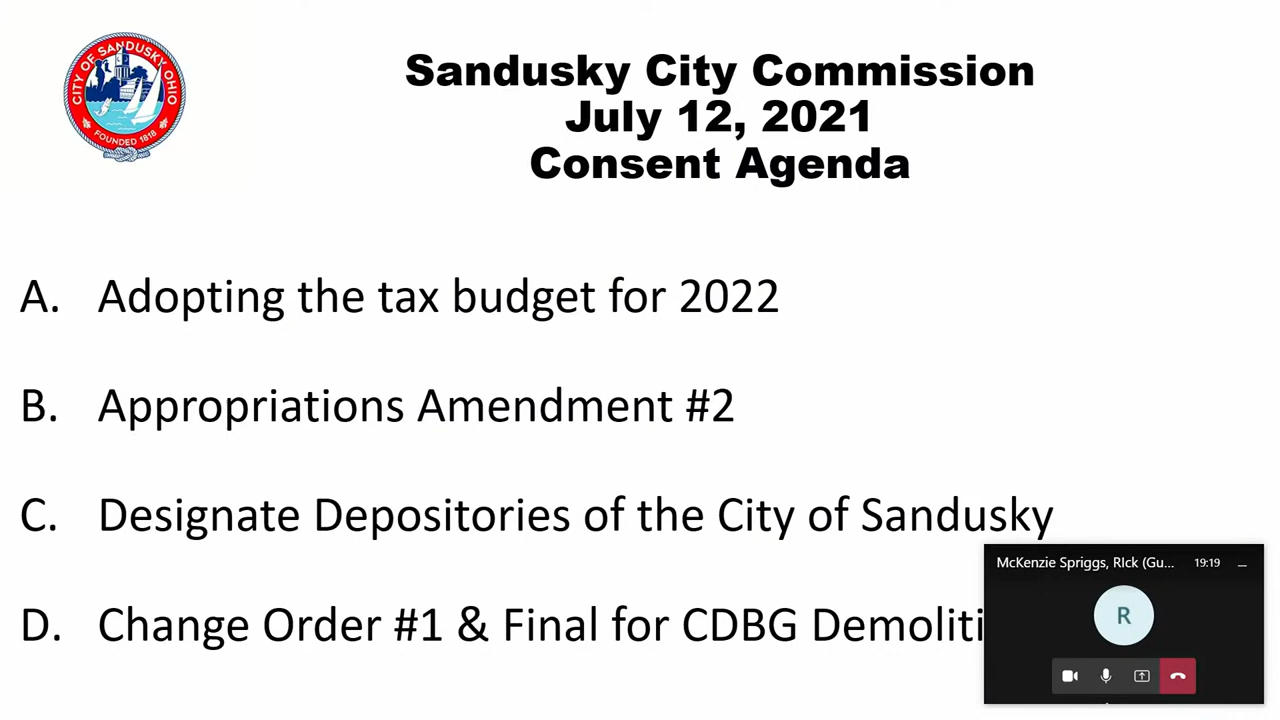 CITY OF SANDUSKY OHIO
FOUNDED 1818
Sandusky City Commission
July 12, 2021
Consent Agenda
A. Adopting the tax budget for 2022
B. Appropriations Amendment #2
C. Designate Depositories of the City of Sandusky
D. Change Order #1 & Final for CDBG Demoliti
McKenzie Spriggs, RIck (Gu... 19:19
R